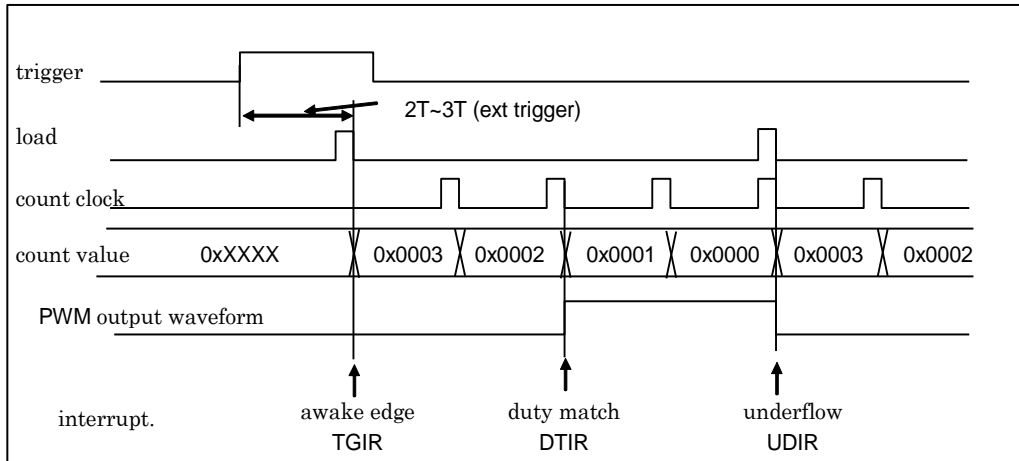 trigger
2T~3T (ext trigger)
load
count clock
count value 0xXXXX 0x0003 0x0002 0x0001 0x0000 0x0003 0x0002
PWM output waveform
interrupt. awake edge duty match underflow
TGIR DTIR UDIR